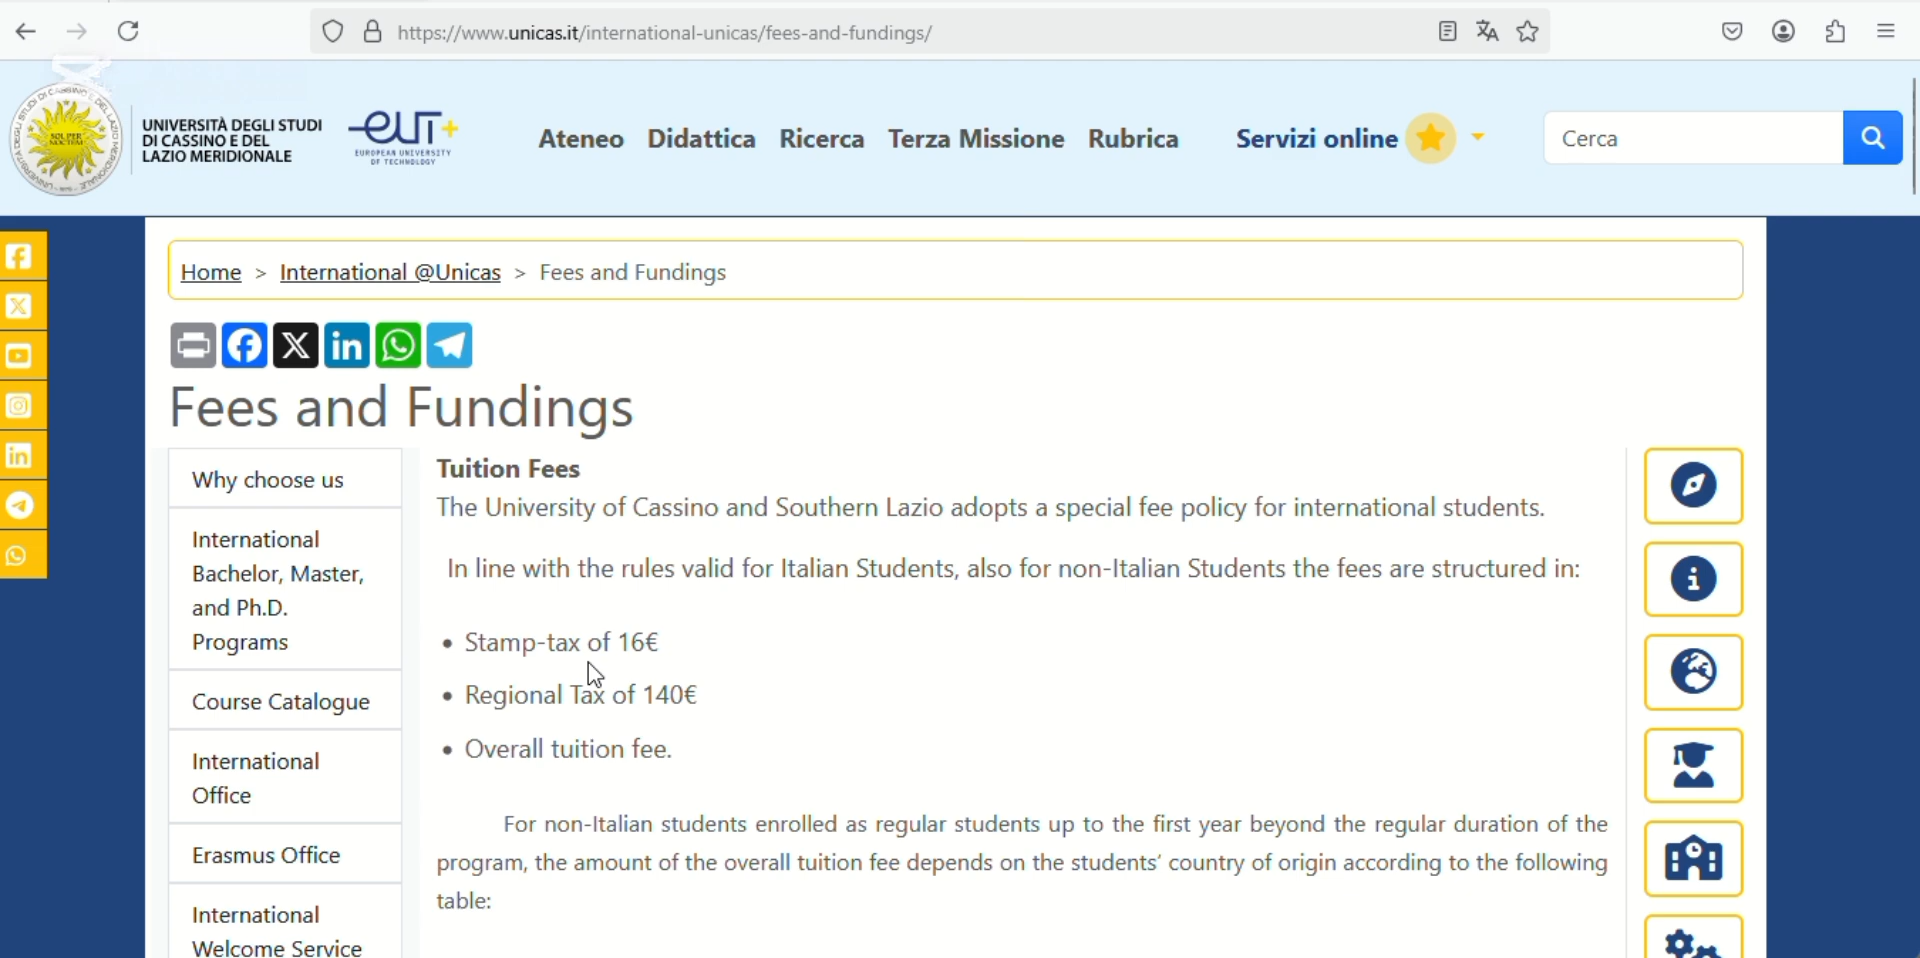 https://www.unicas.it/international-unicas/fees-and-fundings/
UNIVERSITÀ DEGLI STUDI
DI CASSINO E DEL
LAZIO MERIDIONALE
SOL PER
NOCTEM
eUT+
EUROPEAN UNIVERSITY
OF TECHNOLOGY
Ateneo Didattica Ricerca Terza Missione Rubrica Servizi online
Cerca
Home > International @Unicas > Fees and Fundings
Fees and Fundings
Why choose us
International
Bachelor, Master,
and Ph.D.
Programs
Course Catalogue
International
Office
Erasmus Office
International
Welcome Service
Tuition Fees
The University of Cassino and Southern Lazio adopts a special fee policy for international students.
In line with the rules valid for Italian Students, also for non-Italian Students the fees are structured in:
• Stamp-tax of 16€
• Regional Tax of 140€
• Overall tuition fee.
For non-Italian students enrolled as regular students up to the first year beyond the regular duration of the
program, the amount of the overall tuition fee depends on the students’ country of origin according to the following
table: